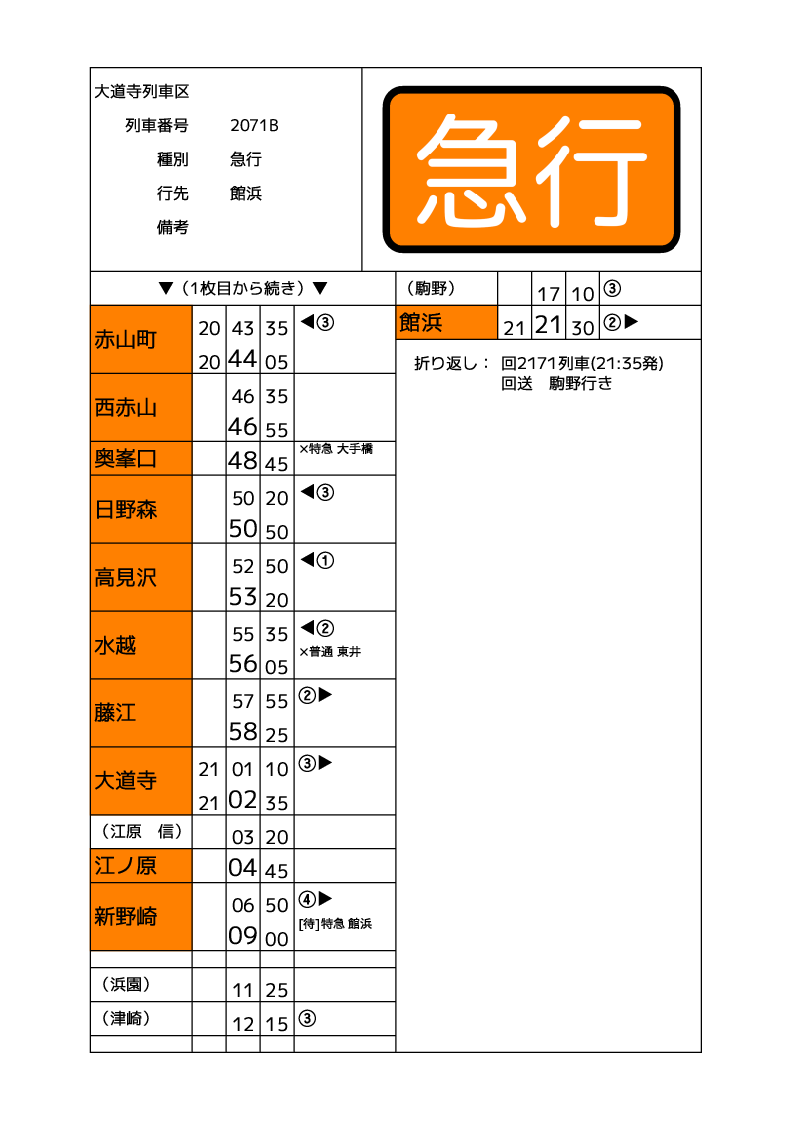 大道寺列車区
列車番号 2071B
種別 急行
行先 館浜
備考
急行
▼（1枚目から続き）▼
赤山町 20 43 35 ◀③
20 44 05
西赤山 46 35
46 55
奥峯口 48 45 ×特急 大手橋
日野森 50 20 ◀③
50 50
高見沢 52 50 ◀①
53 20
水越 55 35 ◀②
56 05 ×普通 東井
藤江 57 55 ②▶
58 25
大道寺 21 01 10 ③▶
21 02 35
（江原　信） 03 20
江ノ原 04 45
新野崎 06 50 ④▶
09 00 [待]特急 館浜
（浜園） 11 25
（津崎） 12 15 ③
（駒野） 17 10 ③
館浜 21 21 30 ②▶
折り返し： 回2171列車(21:35発)
回送　駒野行き